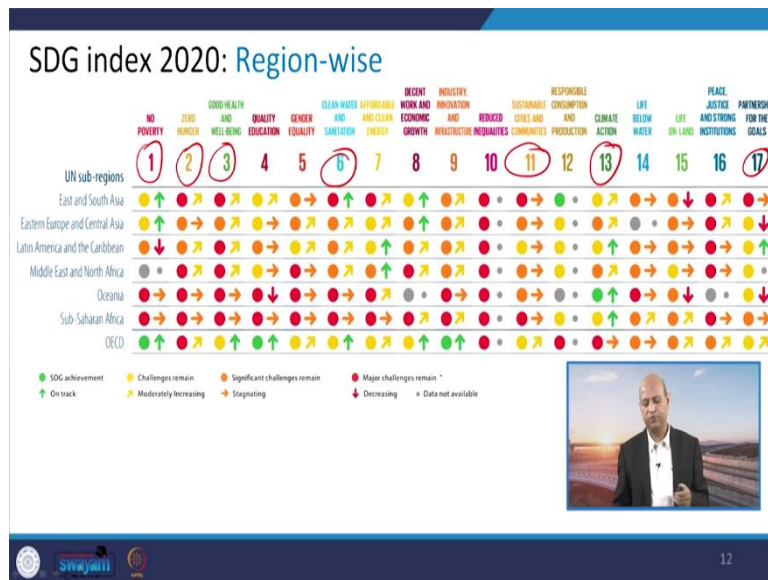 SDG index 2020: Region-wise
NO POVERTY
ZERO HUNGER
GOOD HEALTH AND WELL-BEING
QUALITY EDUCATION
GENDER EQUALITY
CLEAN WATER AND SANITATION
AFFORDABLE AND CLEAN ENERGY
DECENT WORK AND ECONOMIC GROWTH
INDUSTRY, INNOVATION AND INFRASTRUCTURE
REDUCED INEQUALITIES
SUSTAINABLE CITIES AND COMMUNITIES
RESPONSIBLE CONSUMPTION AND PRODUCTION
CLIMATE ACTION
LIFE BELOW WATER
LIFE ON LAND
PEACE, JUSTICE AND STRONG INSTITUTIONS
PARTNERSH FOR THE GOALS
UN sub-regions 1 2 3 4 5 6 7 8 9 10 11 12 13 14 15 16 17
East and South Asia
Eastern Europe and Central Asia
Latin America and the Caribbean
Middle East and North Africa
Oceania
Sub-Saharan Africa
OECD
SDG achievement Challenges remain Significant challenges remain Major challenges remain *
On track Moderately Increasing Stagnating Decreasing Data not available
swayam 12